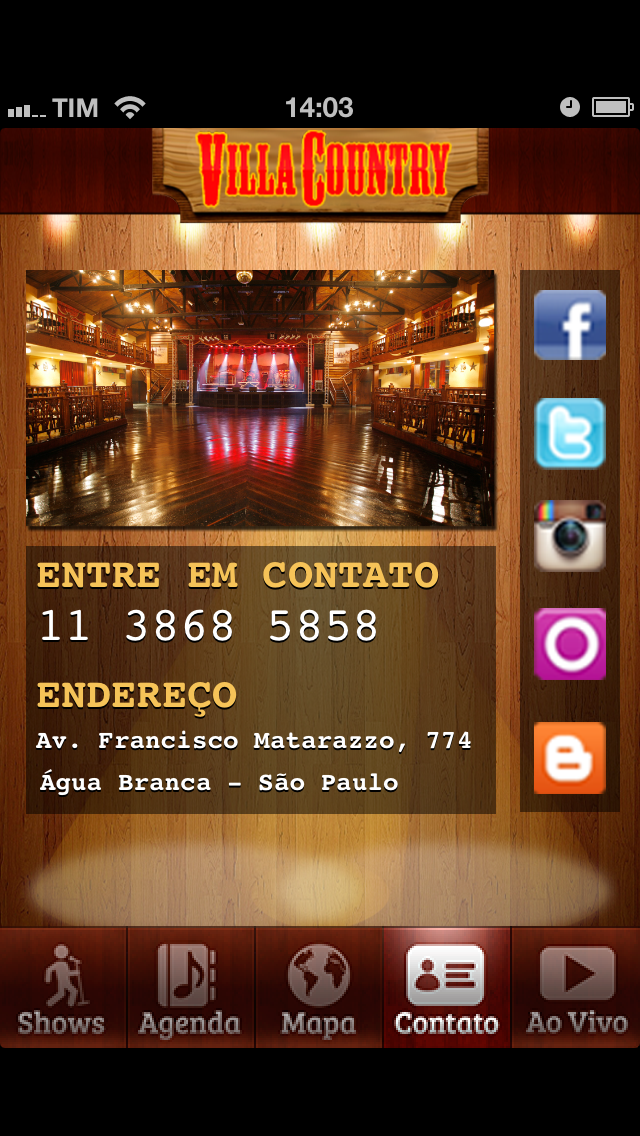 TIM 14:03
VILLA COUNTRY
f
t
ENTRE EM CONTATO
11 3868 5858
ENDEREÇO
Av. Francisco Matarazzo, 774
Água Branca - São Paulo
Shows Agenda Mapa Contato Ao Vivo